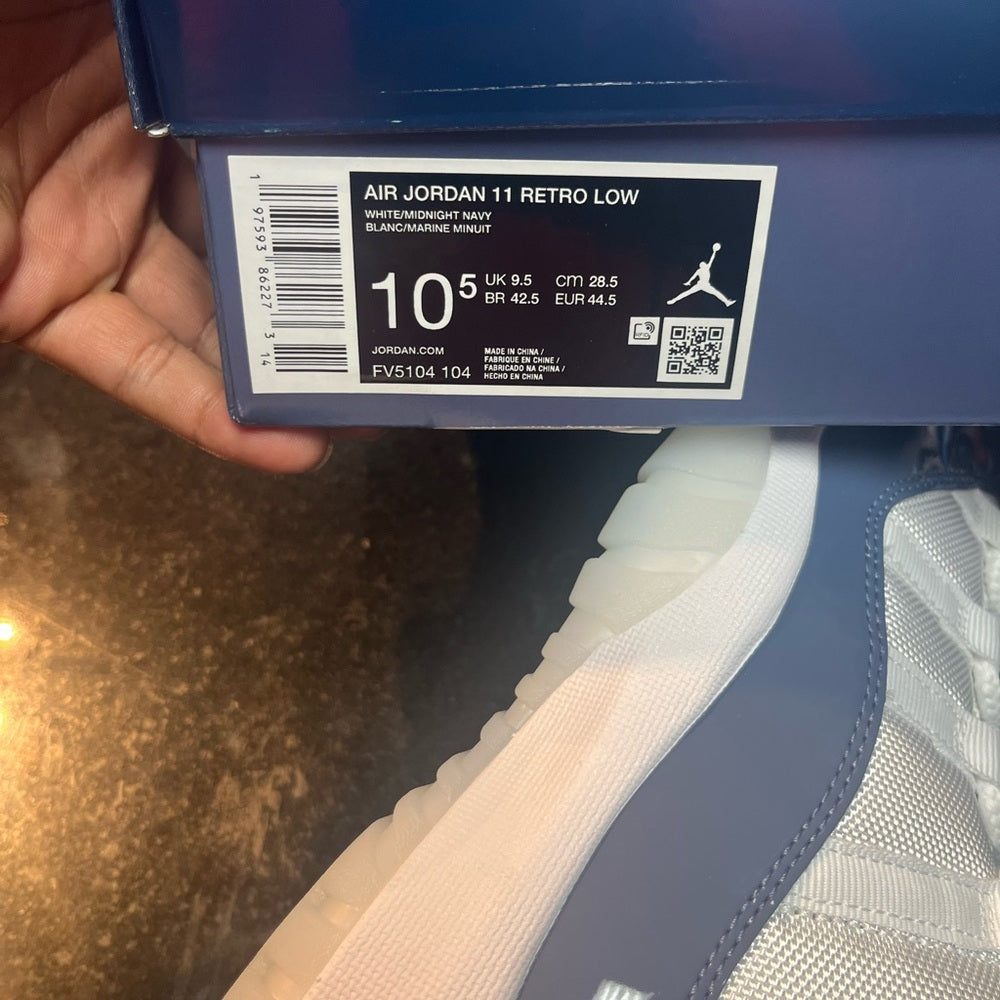 AIR JORDAN 11 RETRO LOW
WHITE/MIDNIGHT NAVY
BLANC/MARINE MINUIT
10⁵
UK 9.5 cm 28.5
BR 42.5 EUR 44.5
JORDAN.COM
FV5104 104
MADE IN CHINA /
FABRIQUE EN CHINE /
FABRICADO NA CHINA /
HECHO EN CHINA
1 97593 86227 3 14